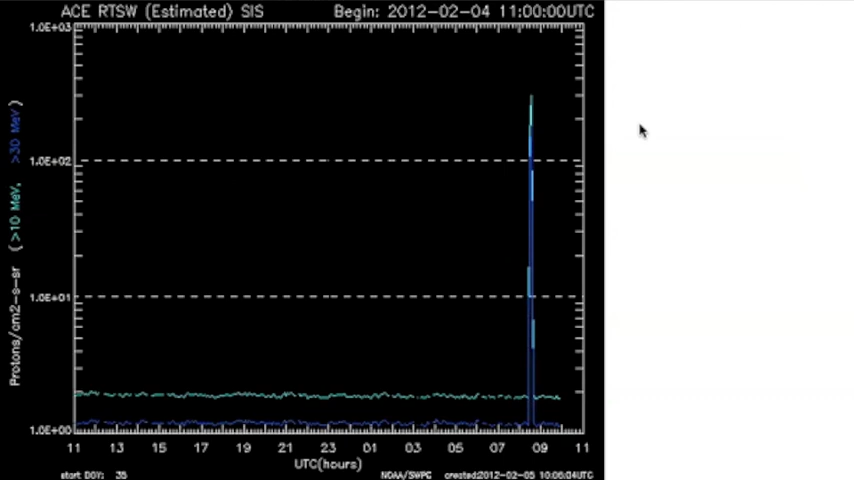 ACE RTSW (Estimated) SIS Begin: 2012-02-04 11:00:00UTC
1.0E+03
1.0E+02
1.0E+01
1.0E+00
Protons/cm2-s-sr ( >10 MeV, >30 MeV )
11 13 15 17 19 21 23 01 03 05 07 09 11
UTC(hours)
start DOY: 35 NOAA/SWPC created:2012-02-05 10:06:04UTC